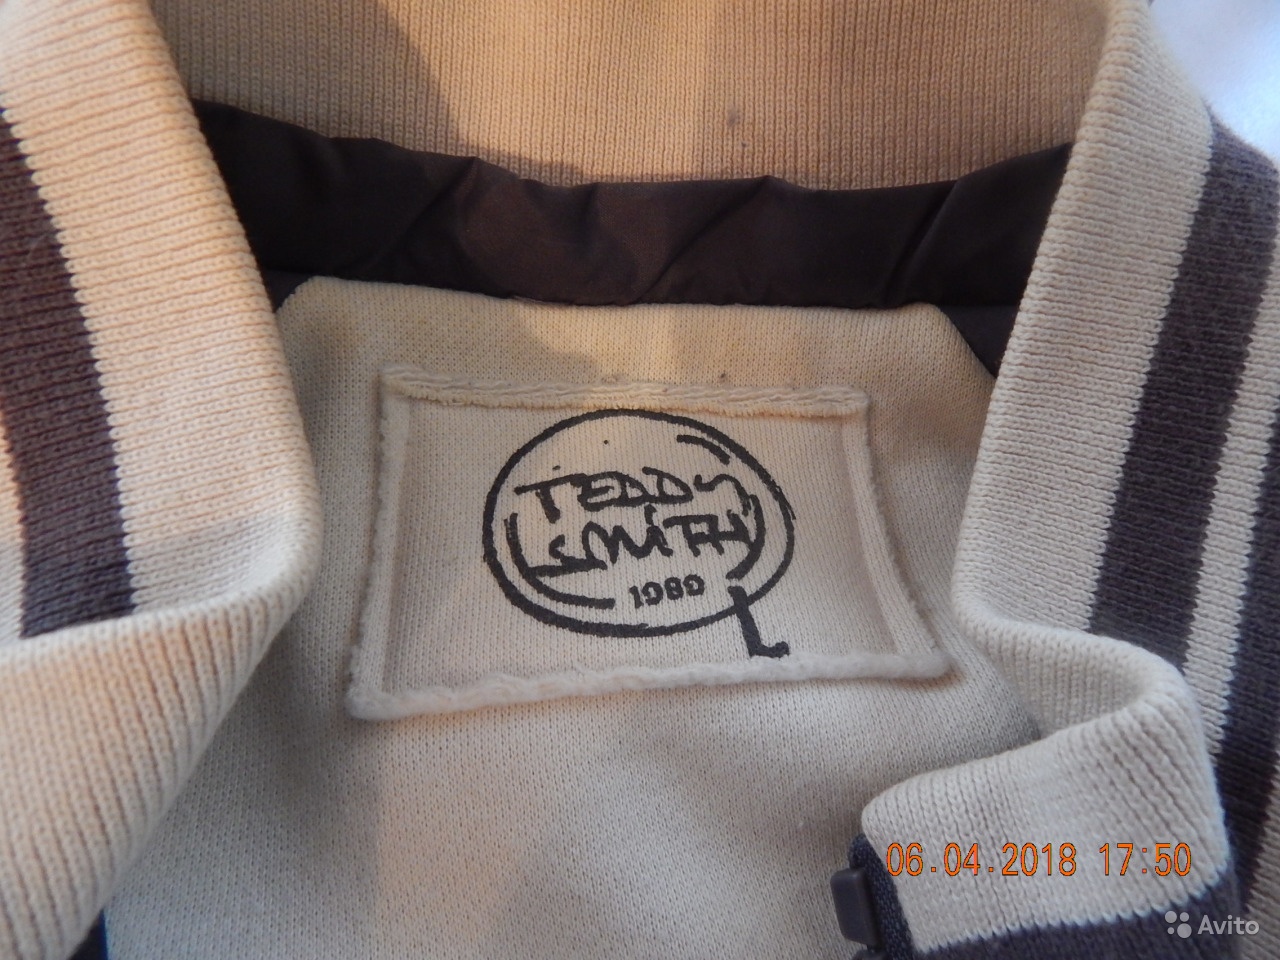 TEDDY
SMITH
1989
L
06.04.2018 17:50
Avito